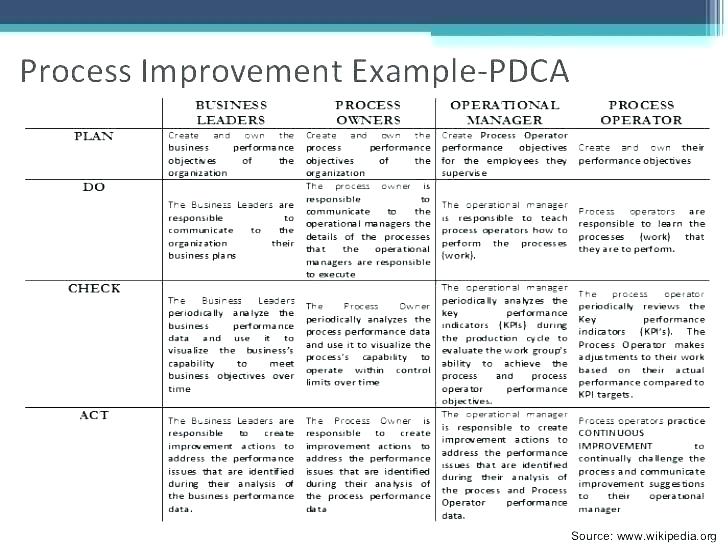 Process Improvement Example-PDCA
BUSINESS
LEADERS
PROCESS
OWNERS
OPERATIONAL
MANAGER
PROCESS
OPERATOR
PLAN
Create and own the
business performance
objectives of the
organization
Create and own the
process performance
objectives of the
organization
Create Process Operator
performance objectives
for the employees they
supervise
Create and own their
performance objectives
DO
The Business Leaders are
responsible to
communicate to the
organization their
business plans
The process owner is
responsible to
communicate to the
operational managers the
details of the processes
that the operational
managers are responsible
to execute
The operational manager
is responsible to teach
process operators how to
perform the processes
(work).
Process operators are
responsible to learn the
processes (work) that
they are to perform.
CHECK
The Business Leaders
periodically analyze the
business performance
data and use it to
visualize the business's
capability to meet
business objectives over
time
The Process Owner
periodically analyzes the
process performance data
and use it to visualize the
process's capability to
operate within control
limits over time
The operational manager
periodically analyzes the
key performance
indicators (KPIs) during
the production cycle to
evaluate the work group's
ability to achieve the
process and process
operator performance
objectives.
The process operator
periodically reviews the
Key performance
indicators (KPI's). The
Process Operator makes
adjustments to their work
based on their actual
performance compared to
KPI targets.
ACT
The Business Leaders are
responsible to create
improvement actions to
address the performance
issues that are identified
during their analysis of
the business performance
data.
The Process Owner is
responsible to create
improvement actions to
address the performance
issues that are identified
during their analysis of
the process performance
data
The operational manager
is responsible to create
improvement actions to
address the performance
issues that are identified
during their analysis of
the process and Process
Operator performance
data.
Process operators practice
CONTINUOUS
IMPROVEMENT to
continually challenge the
process and communicate
improvement suggestions
to their operational
manager
Source: www.wikipedia.org